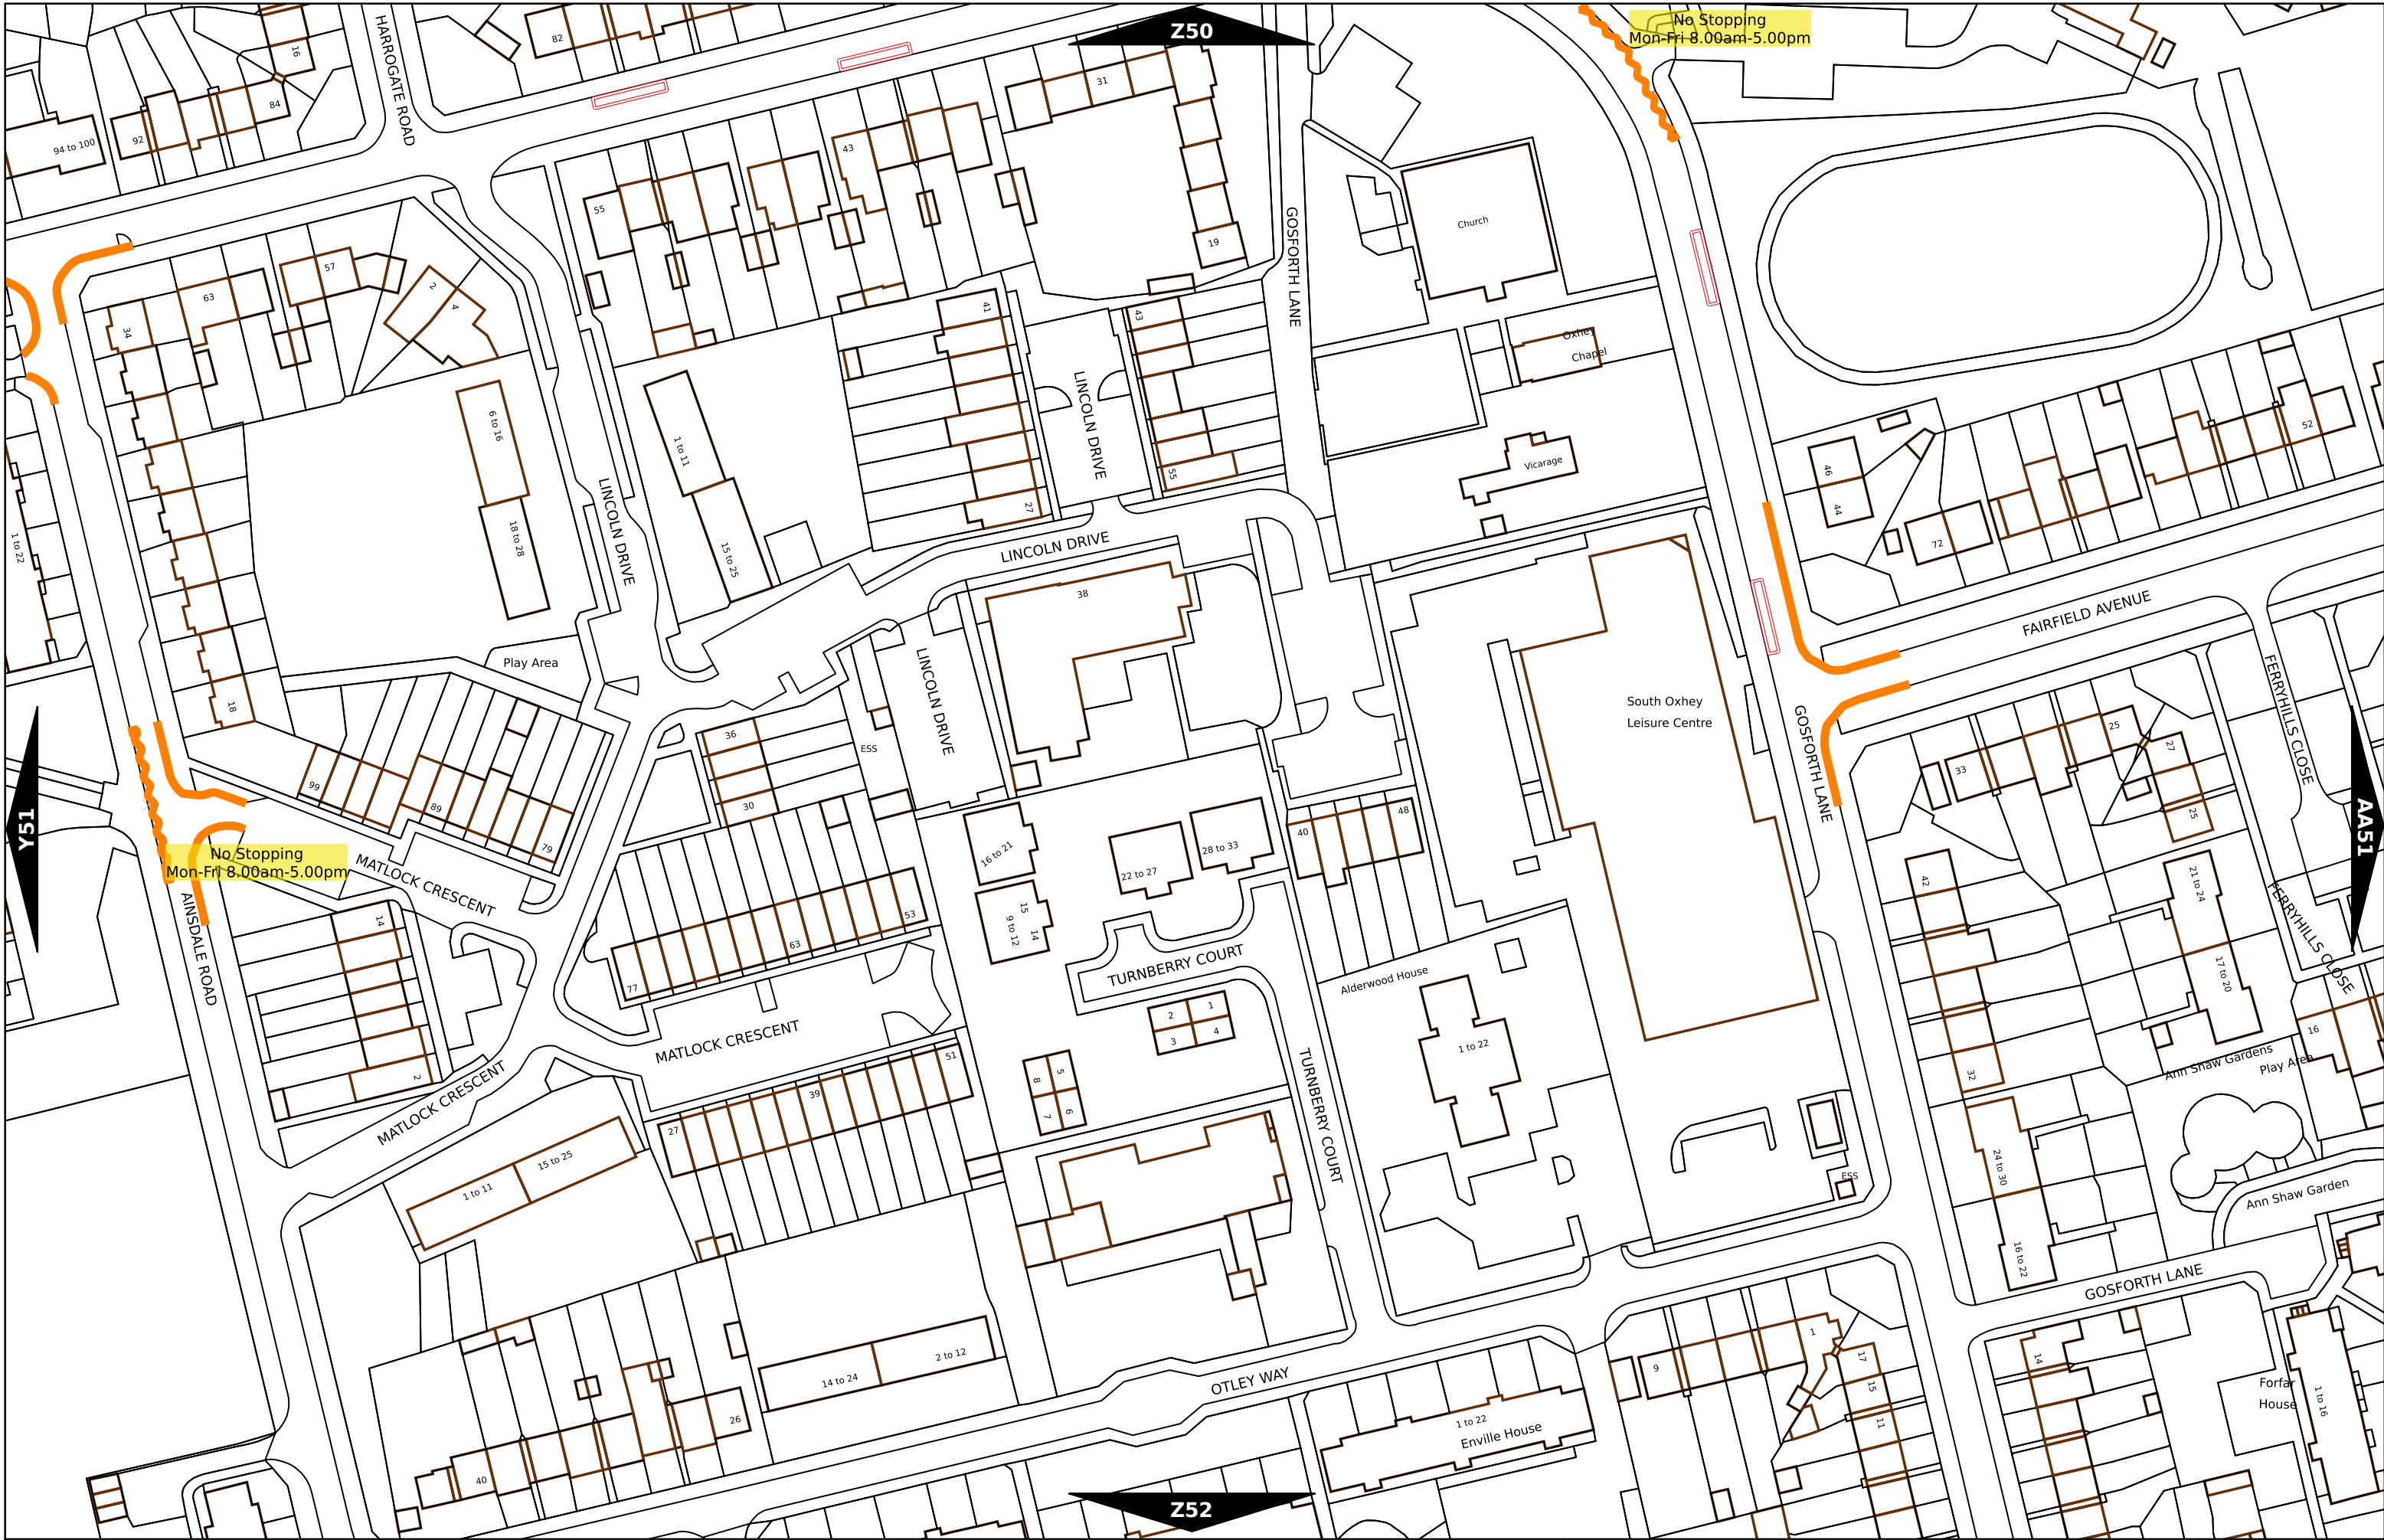 Z50
No Stopping
Mon-Fri 8.00am-5.00pm
HARROGATE ROAD
16
82
84
92
94 to 100
31
43
55
19
GOSFORTH LANE
Church
57
63
34
2
4
41
43
Oxhey
Chapel
LINCOLN DRIVE
6 to 16
1 to 11
Vicarage
46
44
52
55
27
72
1 to 22
18 to 28
15 to 25
LINCOLN DRIVE
LINCOLN DRIVE
38
FAIRFIELD AVENUE
Play Area
LINCOLN DRIVE
South Oxhey
Leisure Centre
FERRYHILLS CLOSE
18
36
30
ESS
GOSFORTH LANE
25
27
33
25
99
89
79
Y51
AA51
40
48
16 to 21
22 to 27
28 to 33
No Stopping
Mon-Fri 8.00am-5.00pm
MATLOCK CRESCENT
AINSDALE ROAD
14
53
63
77
15
14
9 to 12
42
21 to 24
17 to 20
FERRYHILLS CLOSE
TURNBERRY COURT
Alderwood House
1
2
3
4
MATLOCK CRESCENT
51
39
27
5
8
7
6
1 to 22
16
32
Ann Shaw Gardens
Play Area
2
MATLOCK CRESCENT
TURNBERRY COURT
15 to 25
1 to 11
24 to 30
ESS
Ann Shaw Garden
16 to 22
GOSFORTH LANE
2 to 12
14 to 24
OTLEY WAY
1
9
17
15
11
14
Forfar
House
1 to 16
26
40
1 to 22
Enville House
Z52